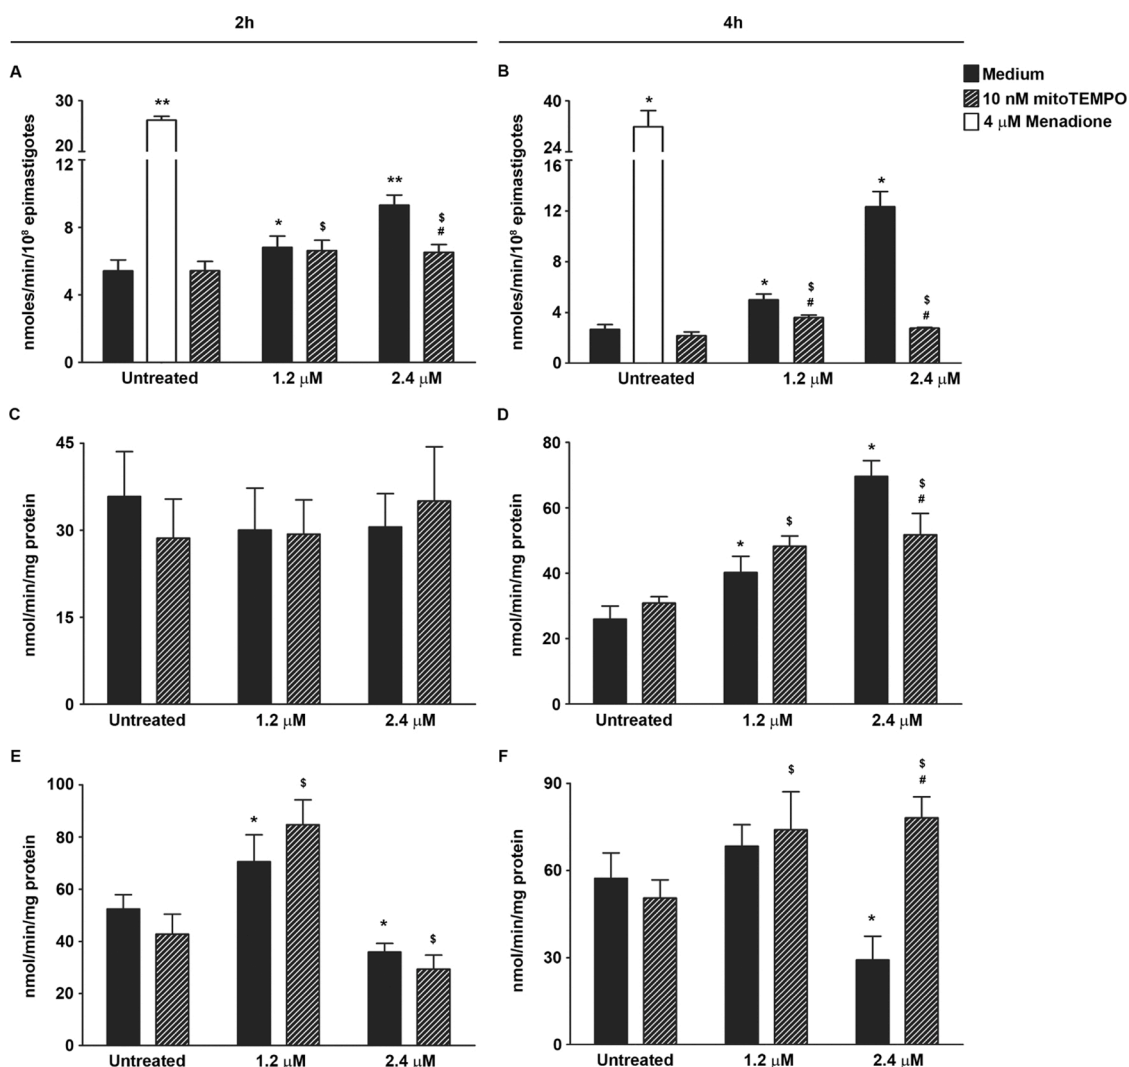 2h
4h
A
nmoles/min/10⁸ epimastigotes
30
20
12
8
4
0
**
*
$
**
$
#
Untreated
1.2 μM
2.4 μM
B
nmoles/min/10⁸ epimastigotes
40
24
16
12
8
4
0
*
*
$
#
*
$
#
Untreated
1.2 μM
2.4 μM
Medium
10 nM mitoTEMPO
4 μM Menadione
C
nmol/min/mg protein
45
30
15
0
Untreated
1.2 μM
2.4 μM
D
nmol/min/mg protein
80
60
40
20
0
*
$
*
$
#
Untreated
1.2 μM
2.4 μM
E
nmol/min/mg protein
100
80
60
40
20
0
*
$
*
$
Untreated
1.2 μM
2.4 μM
F
nmol/min/mg protein
90
60
30
0
$
*
$
#
Untreated
1.2 μM
2.4 μM